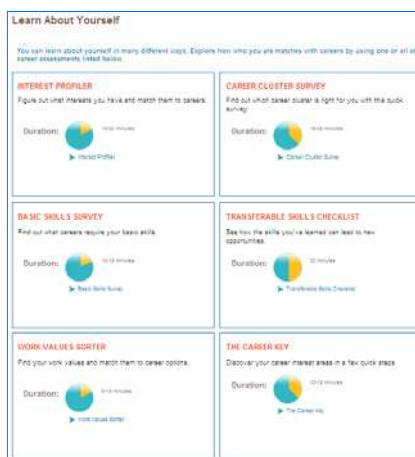 Learn About Yourself
You can learn about yourself in many different ways. Explore how who you are matches with careers by using one or all of
career assessments listed below.
INTEREST PROFILER
Figure out what interests you have and match them to careers.
Duration:
Interest Profiler
CAREER CLUSTER SURVEY
Find out which career cluster is right for you with this quick
survey.
Duration:
Career Cluster Survey
BASIC SKILLS SURVEY
Find out what careers require your basic skills.
Duration:
Basic Skills Survey
TRANSFERABLE SKILLS CHECKLIST
See how the skills you've learned can lead to new
opportunities.
Duration:
minutes
Transferable Skills Checklist
WORK VALUES SORTER
Find your work values and match them to career options.
Duration:
minutes
Work Values Sorter
THE CAREER KEY
Discover your career interest areas in a few quick steps
Duration:
minutes
The Career Key